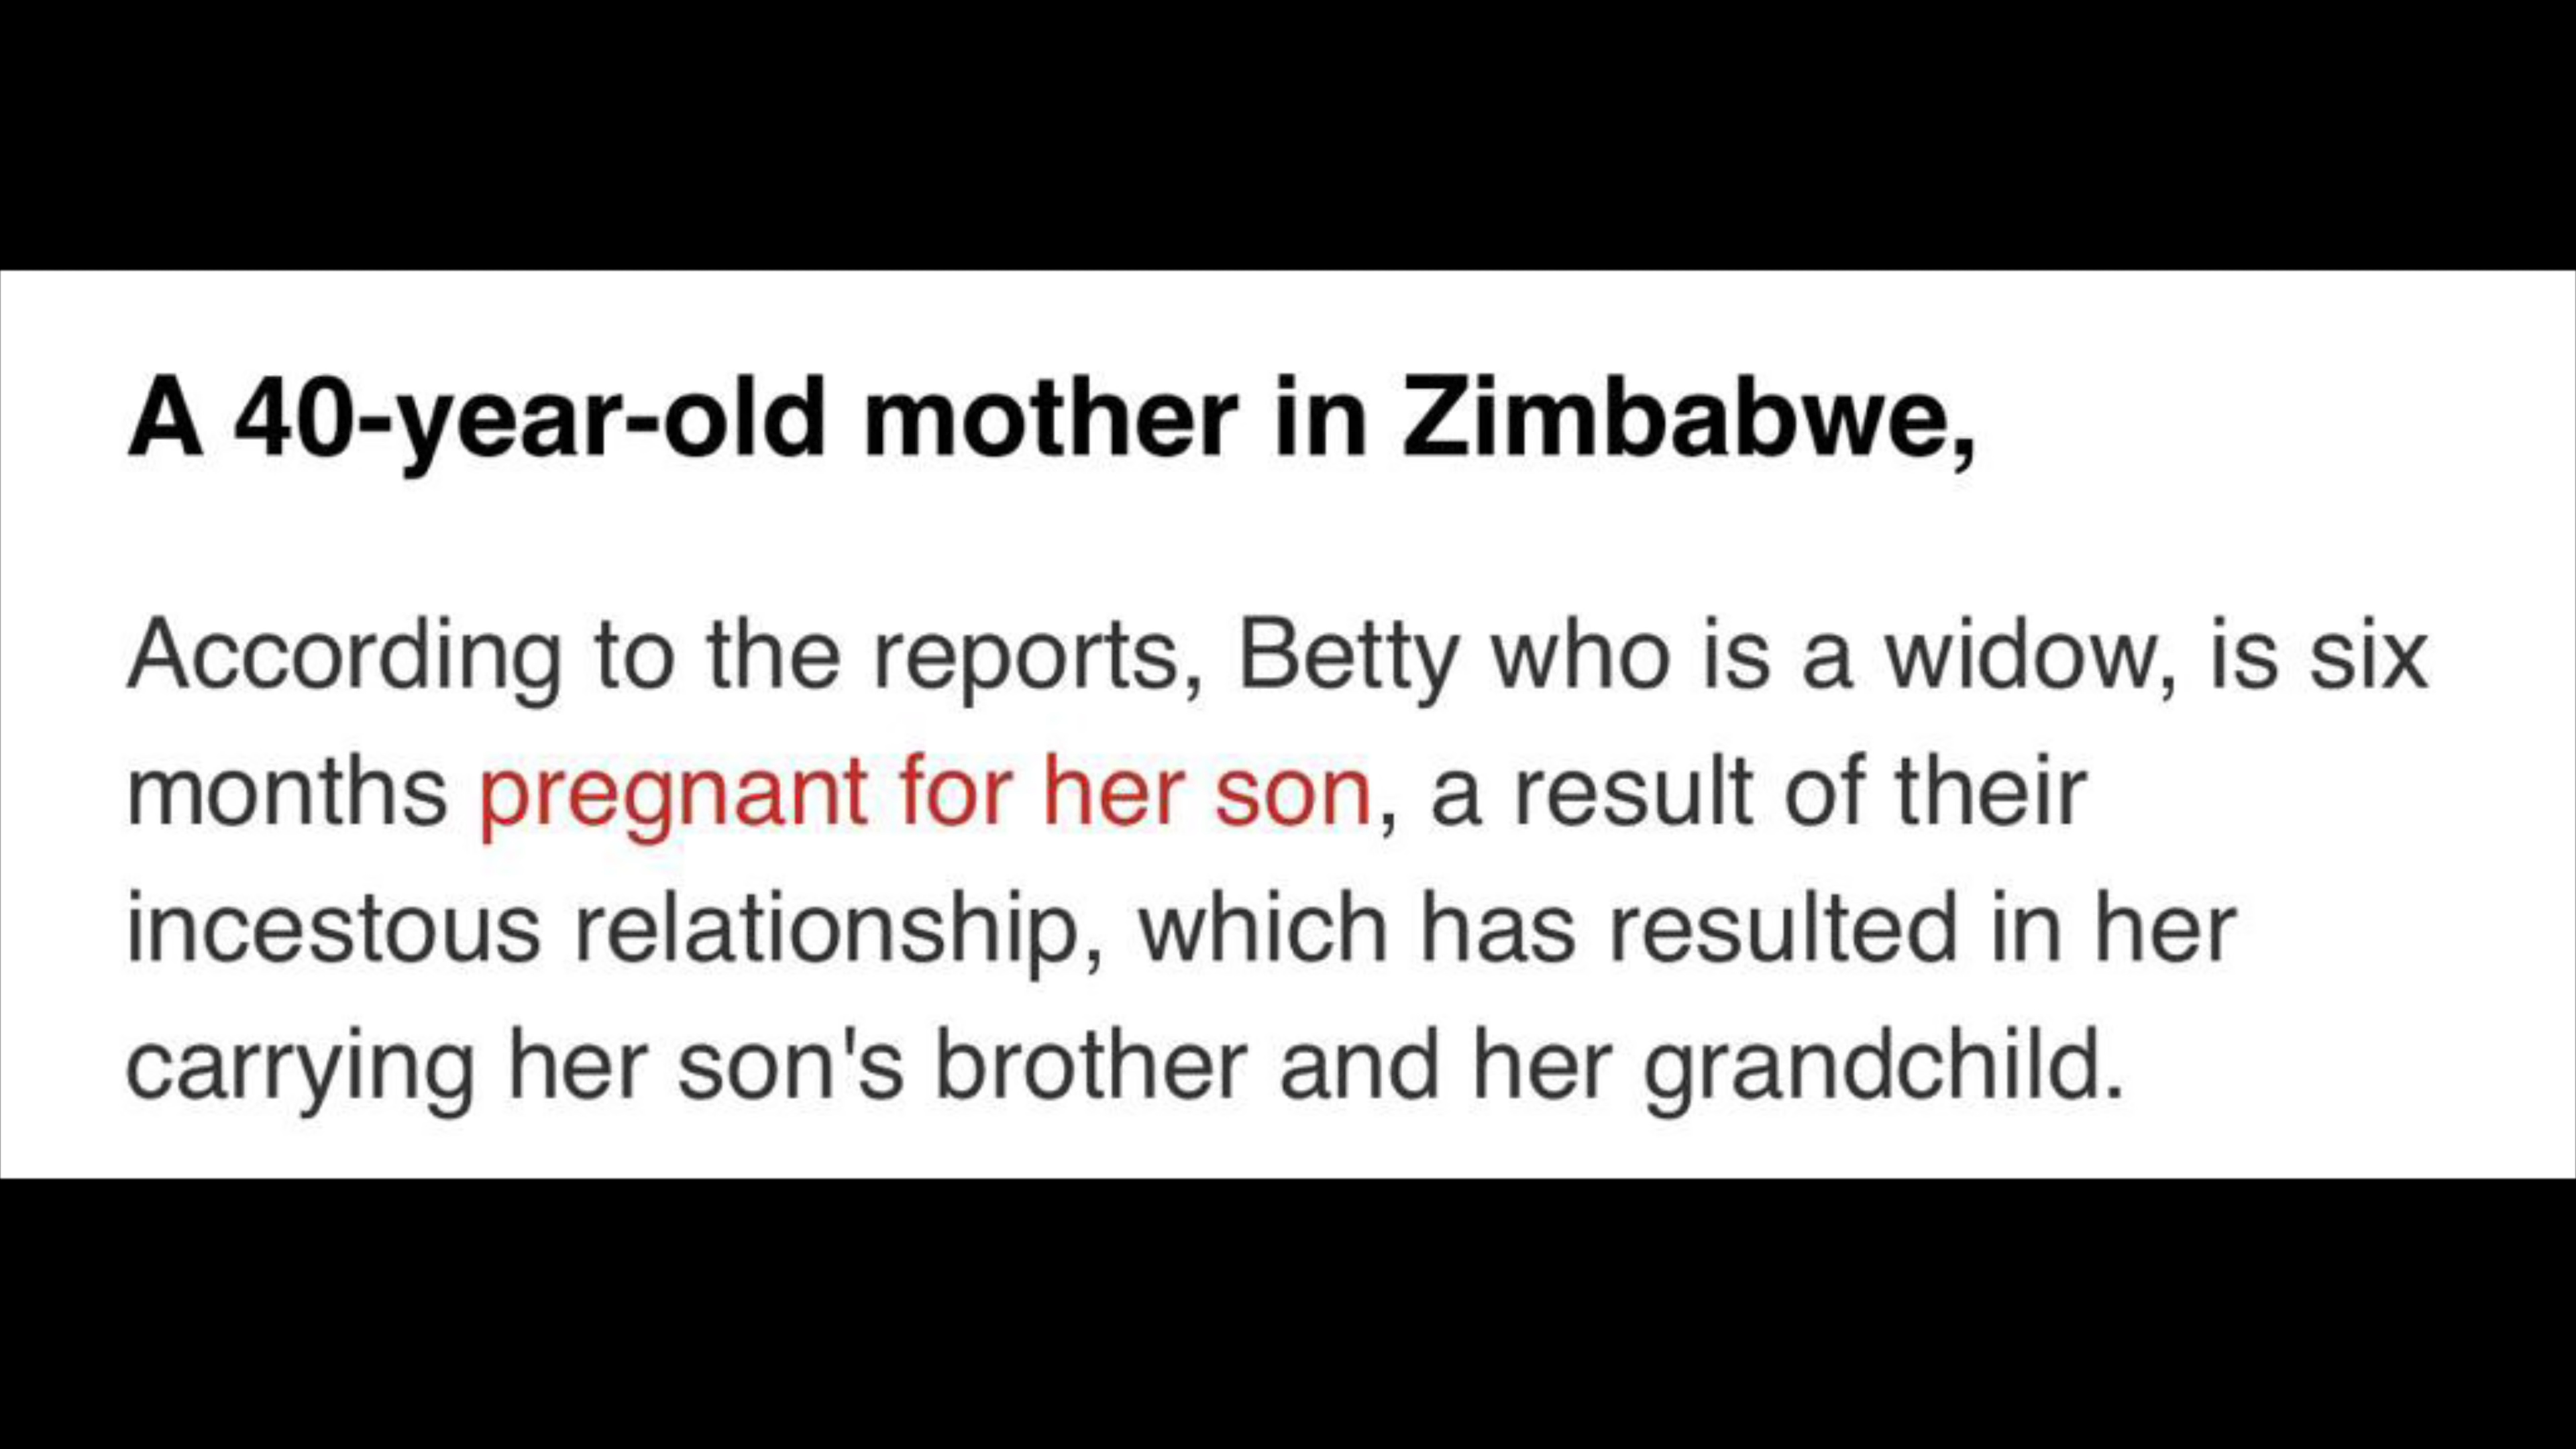 A 40-year-old mother in Zimbabwe,
According to the reports, Betty who is a widow, is six
months pregnant for her son, a result of their
incestous relationship, which has resulted in her
carrying her son's brother and her grandchild.